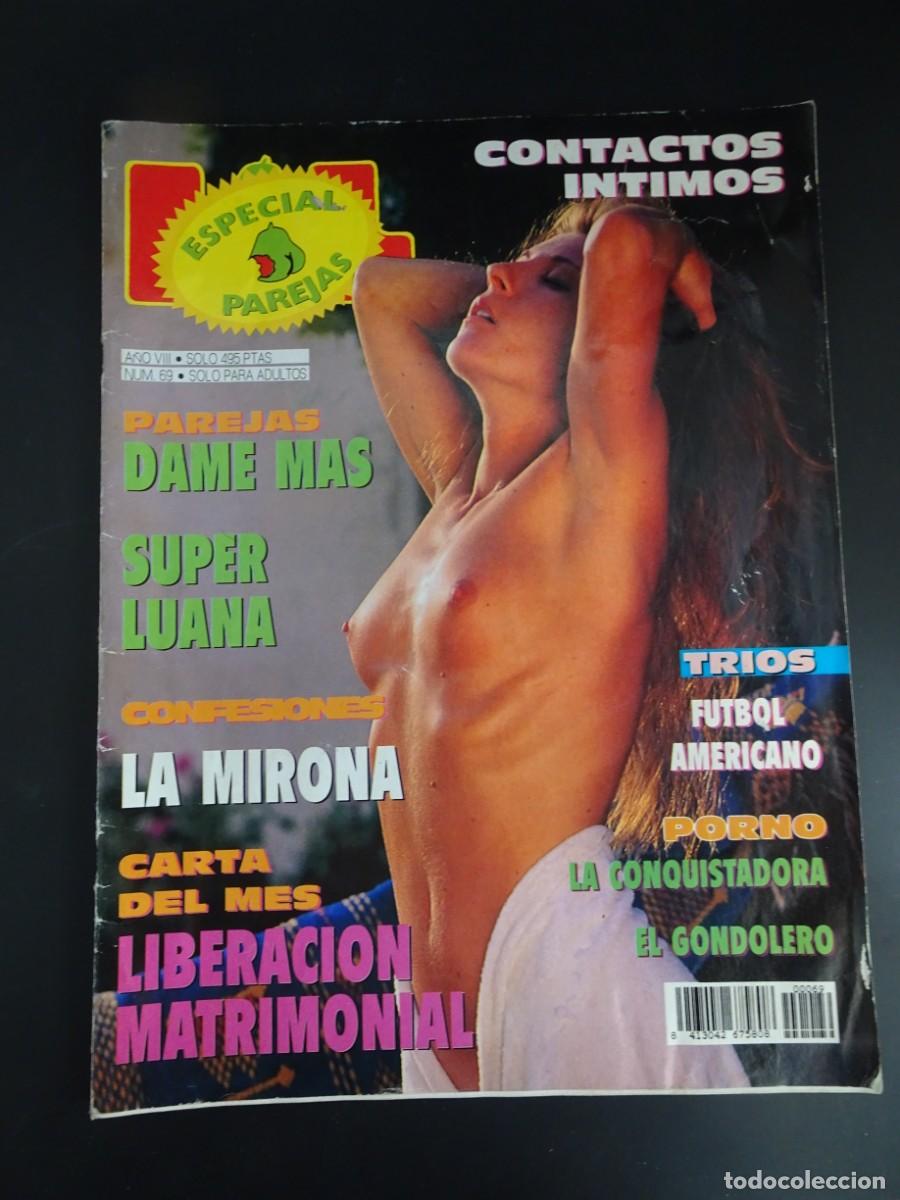 CONTACTOS
INTIMOS
ESPECIAL
PAREJAS
AÑO VIII • SOLO 495 PTAS
NUM. 69 • SOLO PARA ADULTOS
PAREJAS
DAME MAS
SUPER
LUANA
CONFESIONES
LA MIRONA
CARTA
DEL MES
LIBERACION
MATRIMONIAL
TRIOS
FUTBOL
AMERICANO
PORNO
LA CONQUISTADORA
EL GONDOLERO
00069
8 413042 675808
todocoleccion